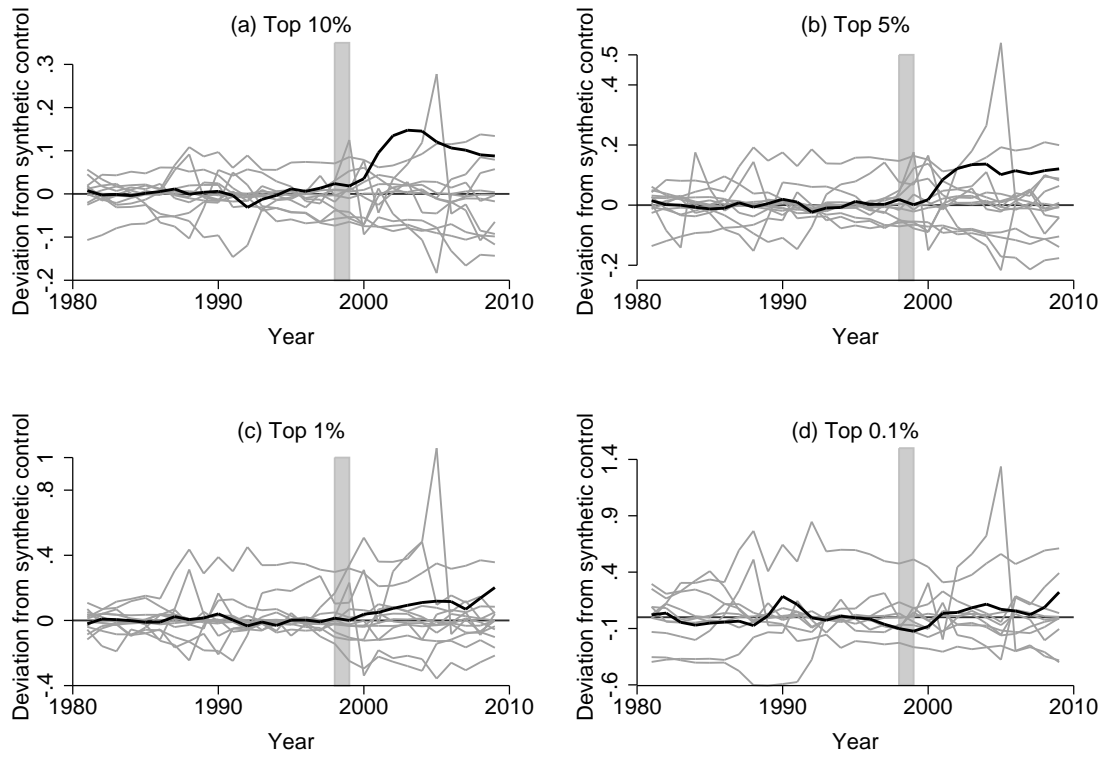 (a) Top 10%
Deviation from synthetic control
.3
.2
.1
0
-.1
-.2
1980 1990 2000 2010
Year
(b) Top 5%
Deviation from synthetic control
.5
.4
.2
0
-.2
1980 1990 2000 2010
Year
(c) Top 1%
Deviation from synthetic control
1
.8
.4
0
-.4
1980 1990 2000 2010
Year
(d) Top 0.1%
Deviation from synthetic control
1.4
.9
.4
-.1
-.6
1980 1990 2000 2010
Year